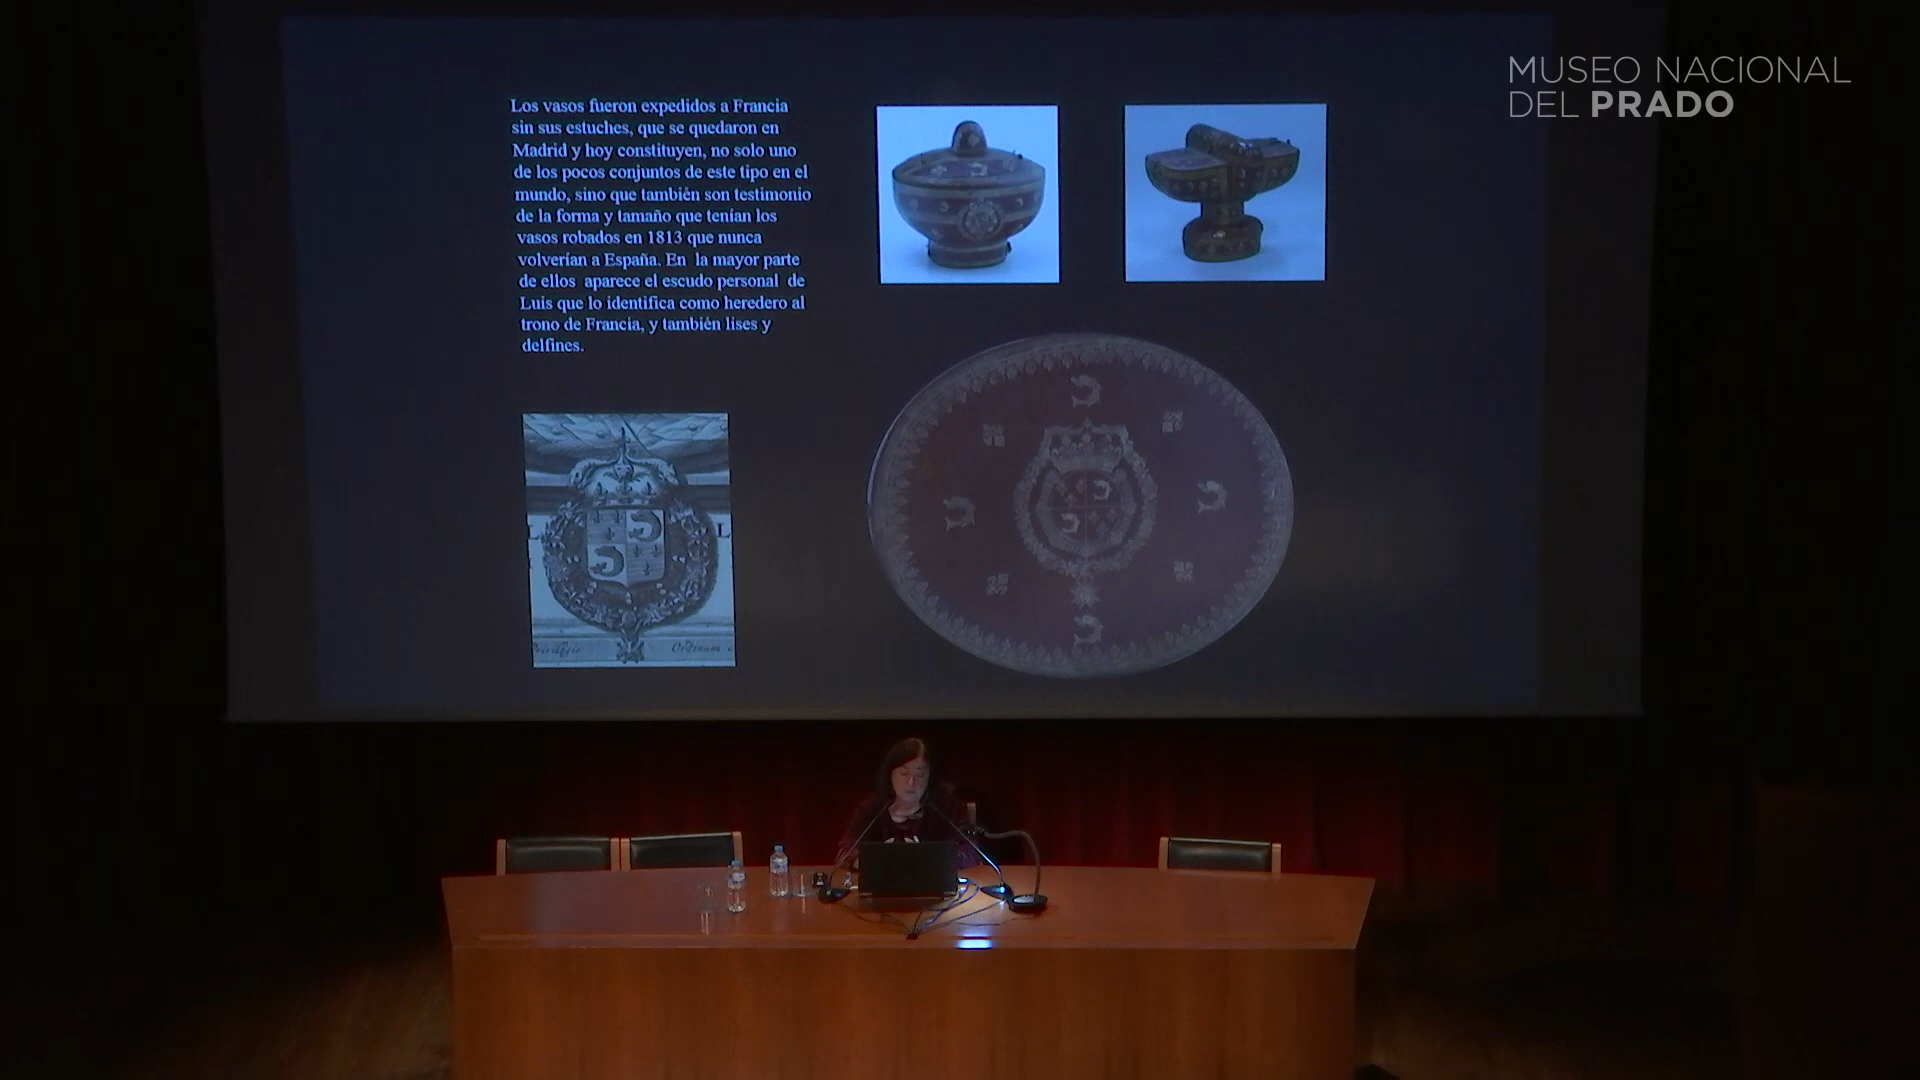 MUSEO NACIONAL
DEL PRADO
Los vasos fueron expedidos a Francia
sin sus estuches, que se quedaron en
Madrid y hoy constituyen, no solo uno
de los pocos conjuntos de este tipo en el
mundo, sino que también son testimonio
de la forma y tamaño que tenían los
vasos robados en 1813 que nunca
volverían a España. En la mayor parte
de ellos aparece el escudo personal de
Luis que lo identifica como heredero al
trono de Francia, y también lises y
delfines.
L L